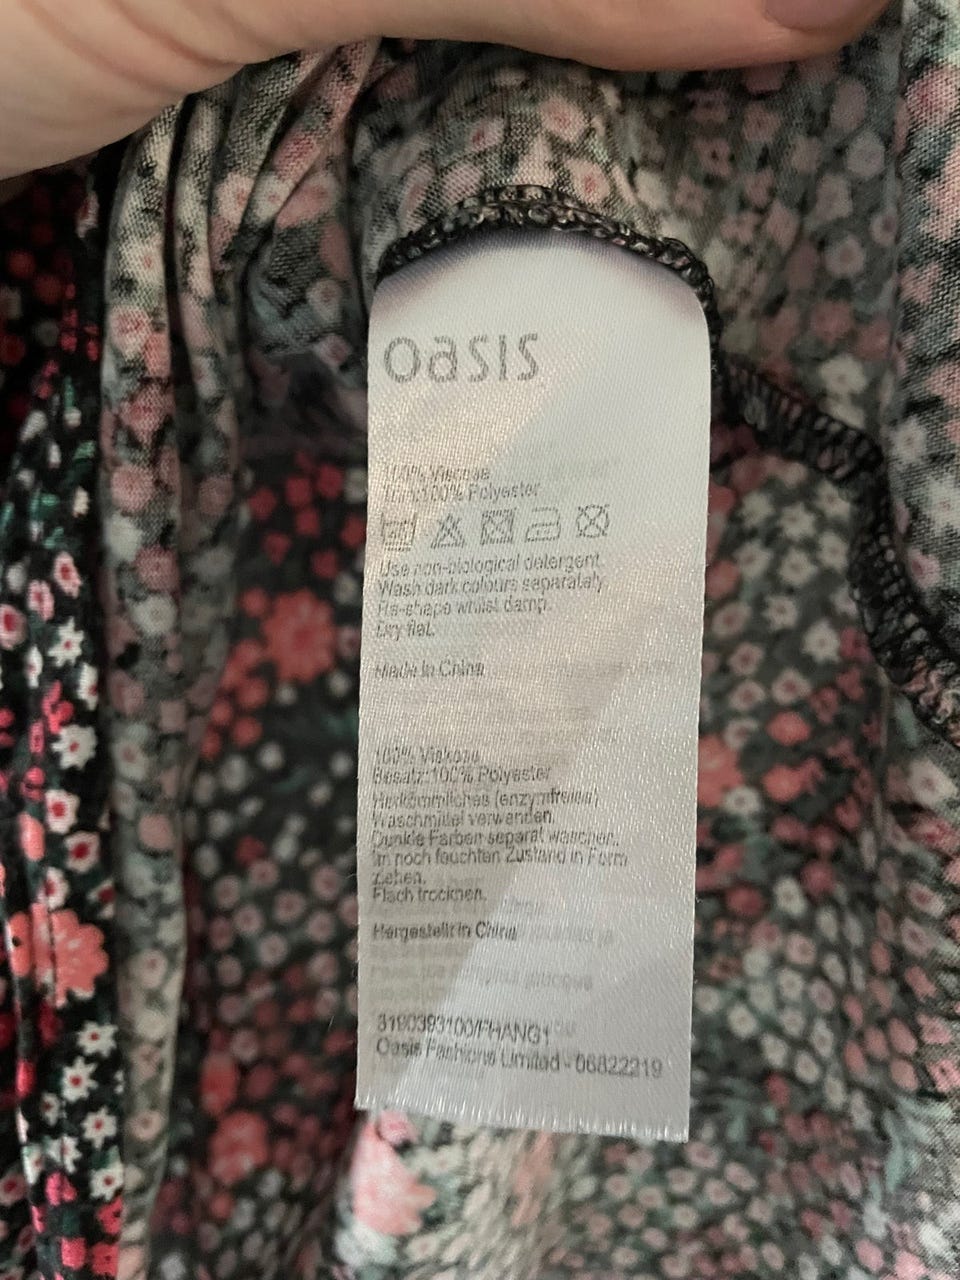 oasis
100% Viscose
Trim:100% Polyester
Use non-biological detergent.
Wash dark colours separately.
Re-shape whilst damp.
Dry flat.
Made in China
100% Viskose
Besatz:100% Polyester
Herkömmliches (enzymfreies)
Waschmittel verwenden.
Dunkle Farben separat waschen.
Im noch feuchten Zustand in Form
ziehen.
Flach trocknen.
Hergestellt in China
3190393100/FHANG1
Oasis Fashions Limited - 06822219